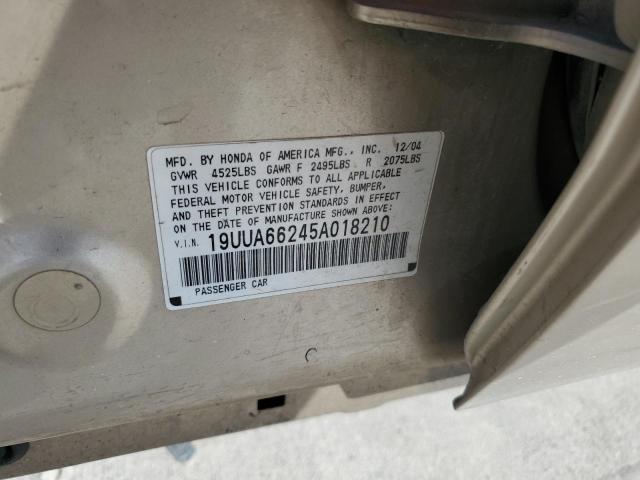 MFD. BY HONDA OF AMERICA MFG., INC. 12/04
GVWR 4525LBS GAWR F 2495LBS R 2075LBS
THIS VEHICLE CONFORMS TO ALL APPLICABLE
FEDERAL MOTOR VEHICLE SAFETY, BUMPER,
AND THEFT PREVENTION STANDARDS IN EFFECT
ON THE DATE OF MANUFACTURE SHOWN ABOVE:
V.I.N. 19UUA66245A018210
PASSENGER CAR